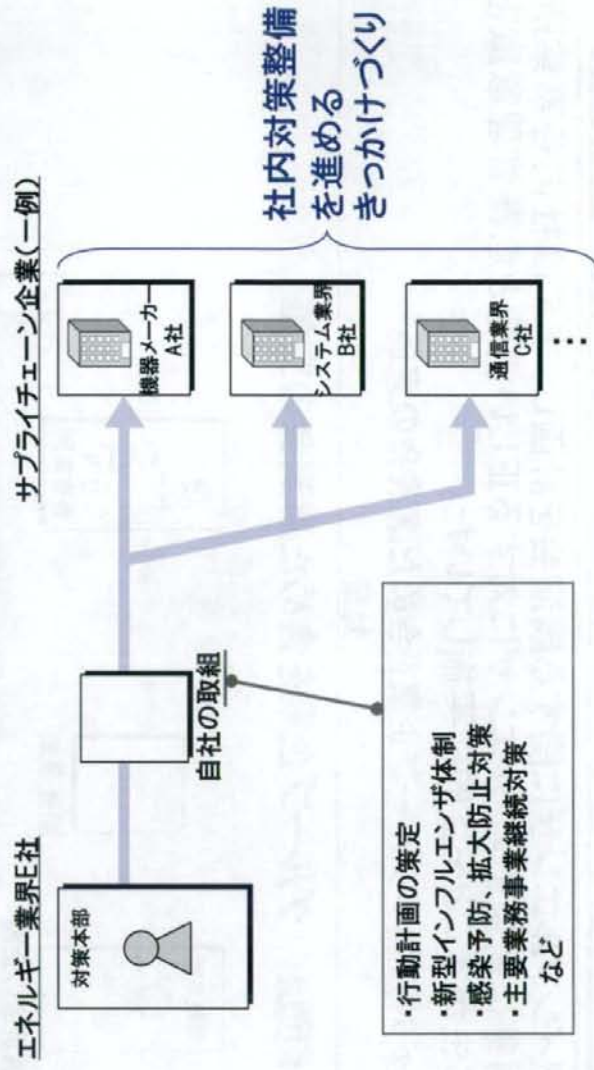 エネルギー業界E社
対策本部
自社の取組
・行動計画の策定
・新型インフルエンザ体制
・感染予防、拡大防止対策
・主要業務事業継続対策
など
サプライチェーン企業(一例)
機器メーカー
A社
システム業界
B社
通信業界
C社
⋮
社内対策整備
を進める
きっかけづくり